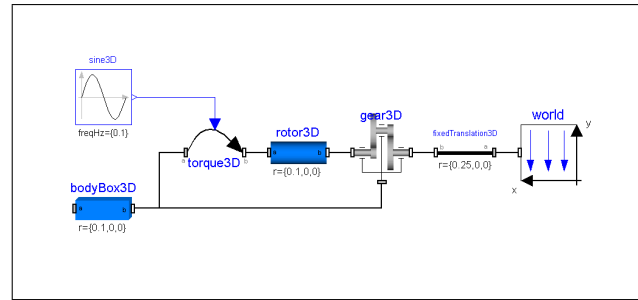 sine3D
freqHz={0.1}
gear3D
world
y
rotor3D
fixedTranslation3D
a
b
a
b
b
a
torque3D
r={0.1,0,0}
r={0.25,0,0}
x
bodyBox3D
a
b
r={0.1,0,0}